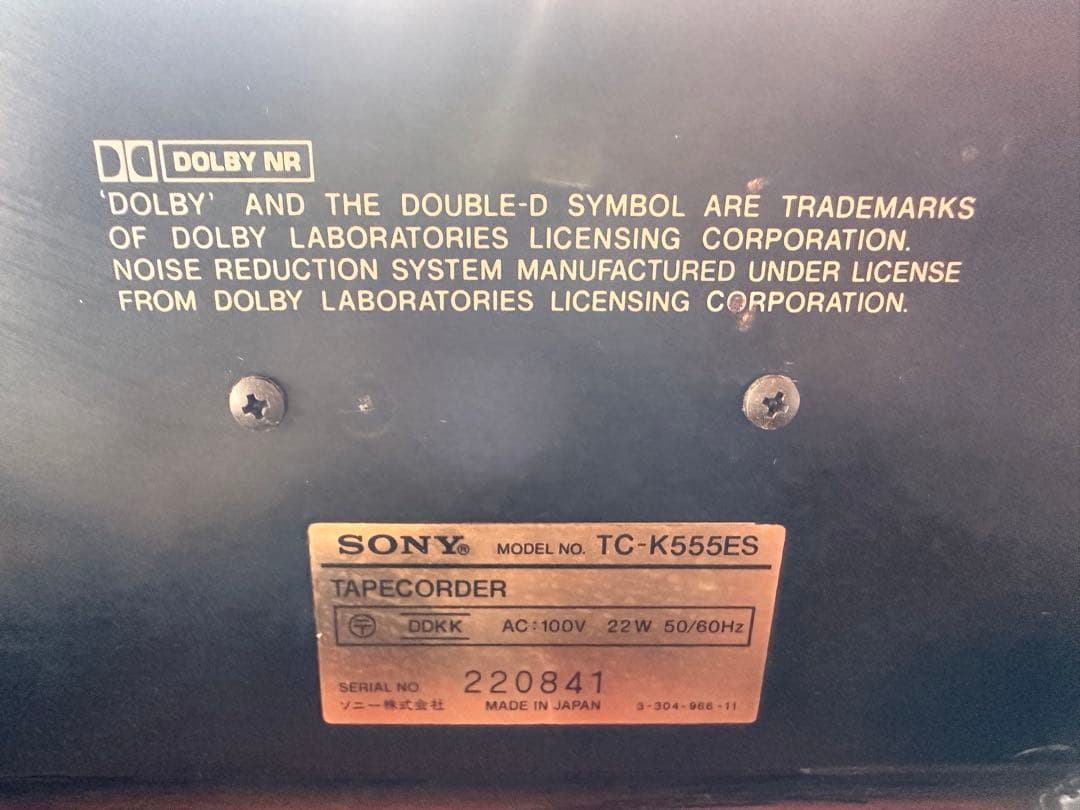 DOLBY NR
'DOLBY' AND THE DOUBLE-D SYMBOL ARE TRADEMARKS
OF DOLBY LABORATORIES LICENSING CORPORATION.
NOISE REDUCTION SYSTEM MANUFACTURED UNDER LICENSE
FROM DOLBY LABORATORIES LICENSING CORPORATION.
SONY® MODEL NO. TC-K555ES
TAPECORDER
〶 DDKK AC:100V 22W 50/60Hz
SERIAL NO 220841
ソニー株式会社 MADE IN JAPAN 3-304-966-11